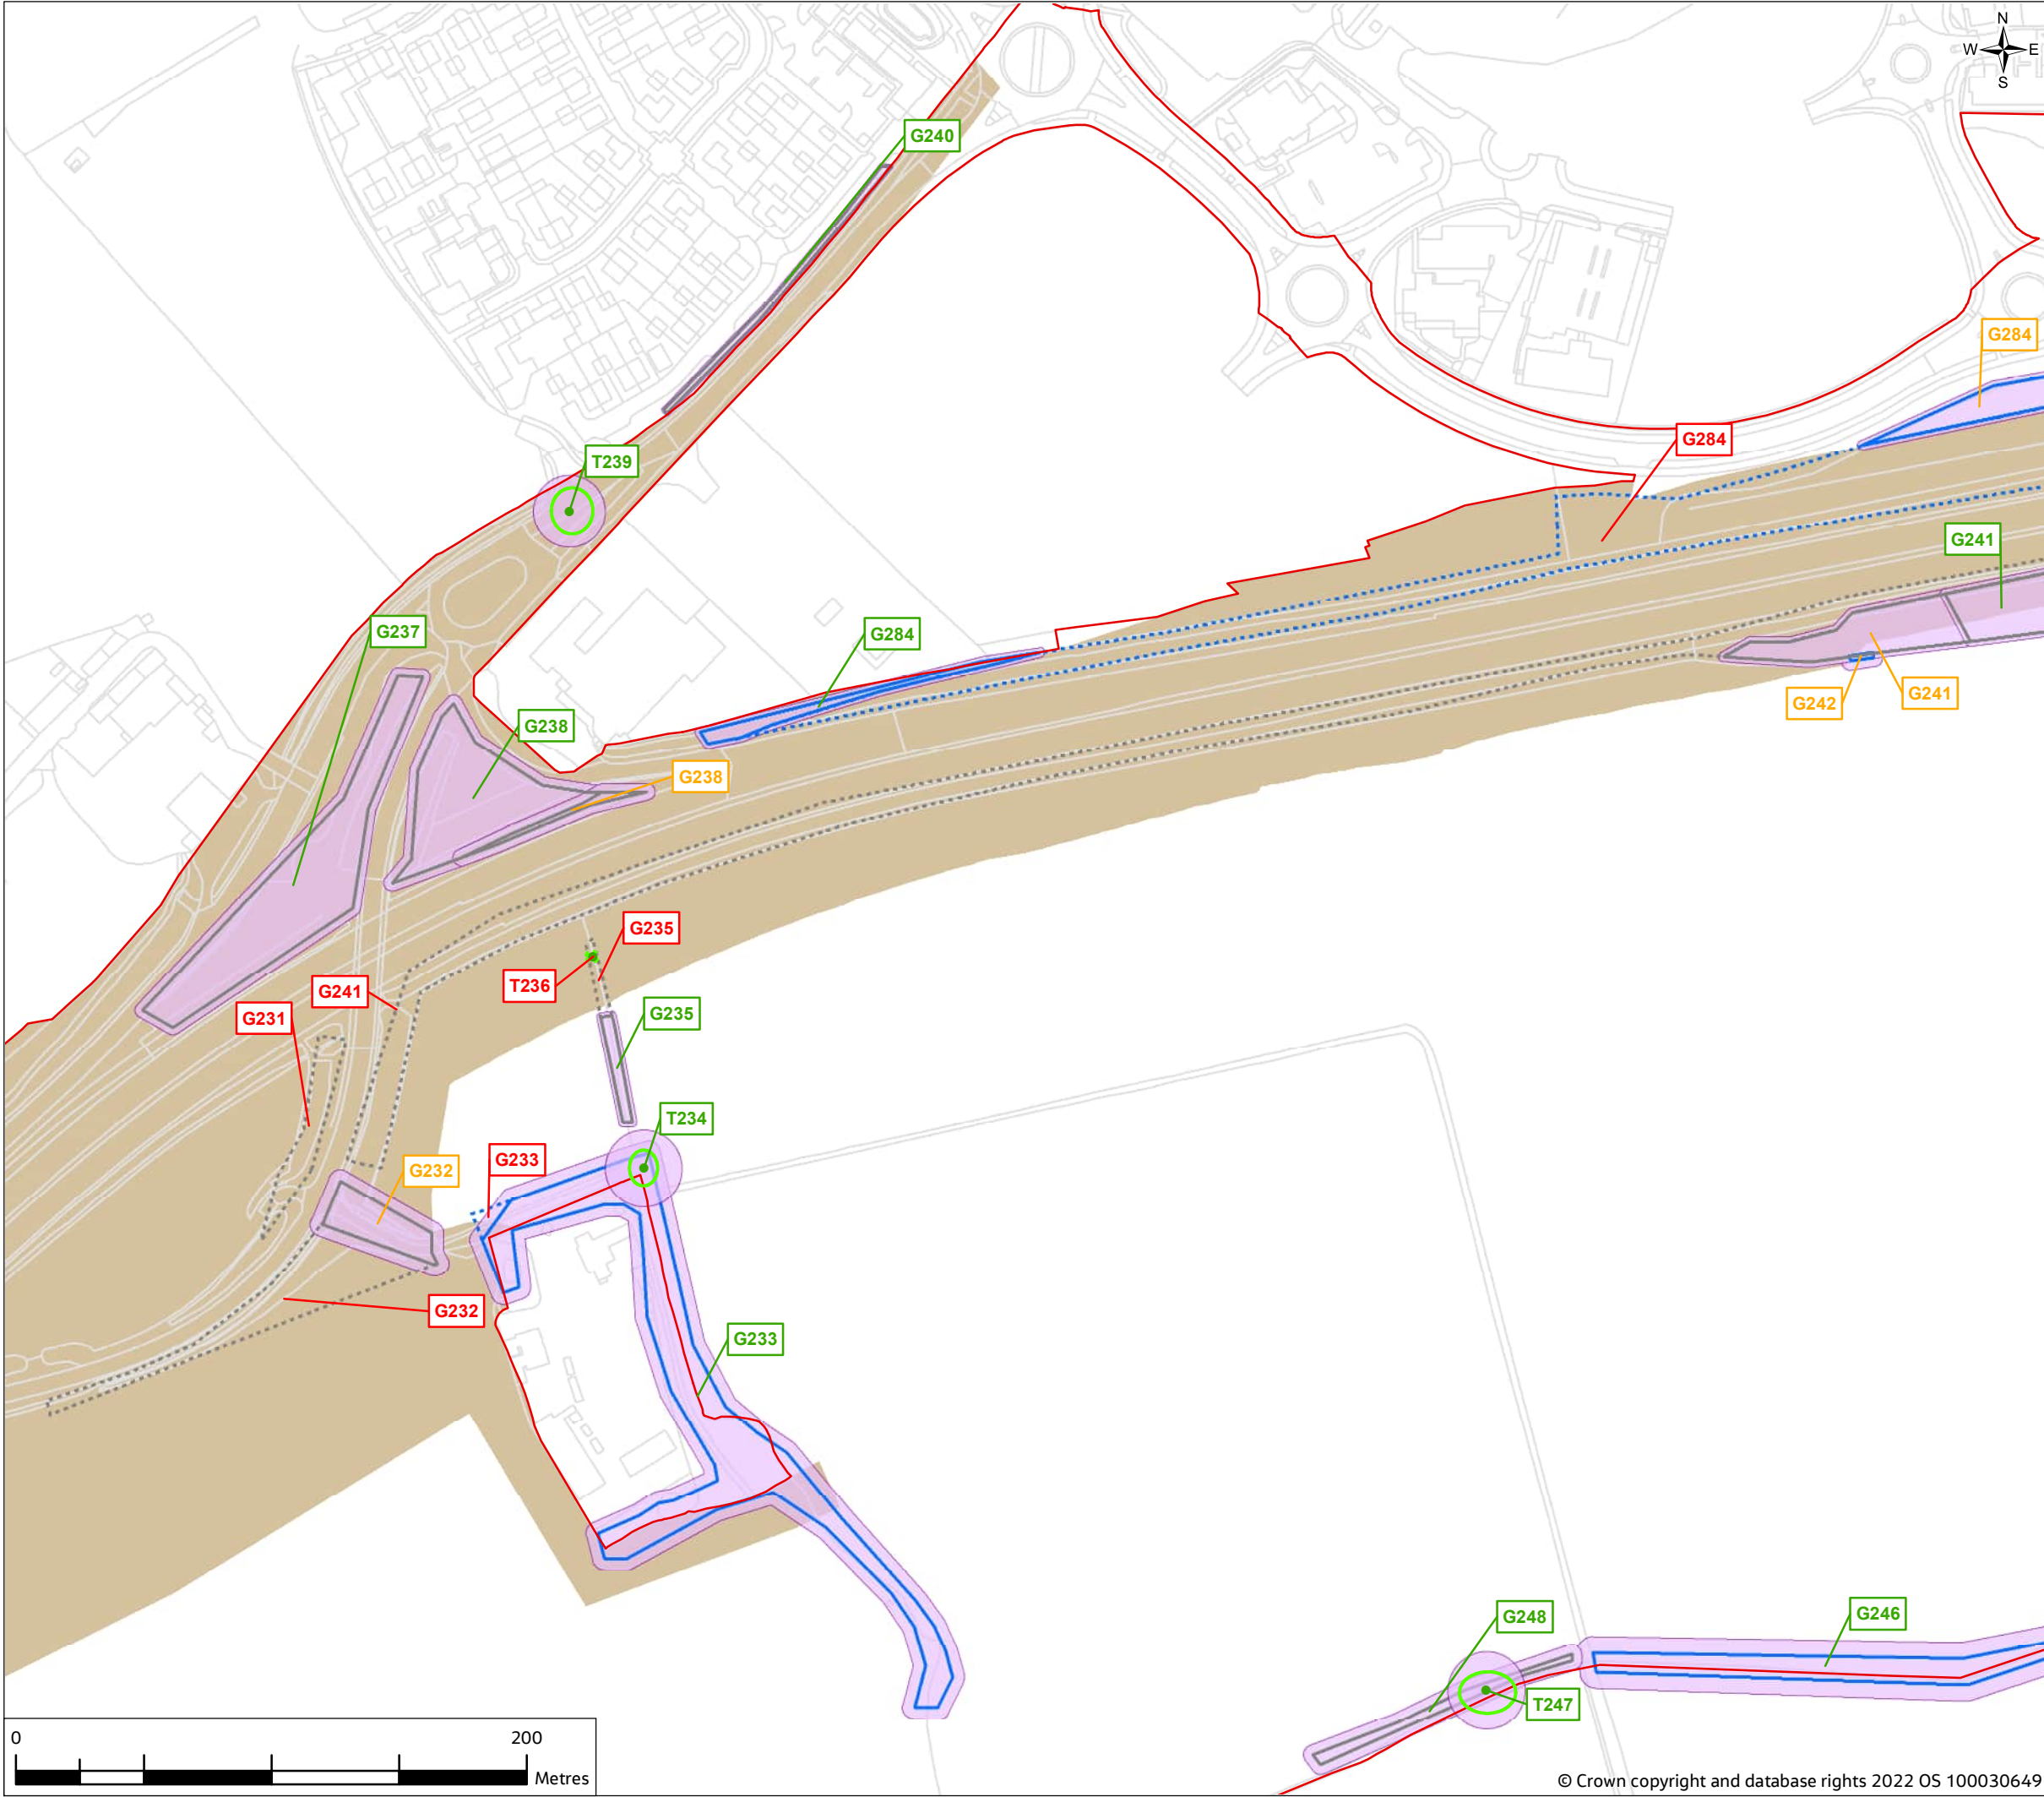 N
W E
S
G240
G284
G284
T239
G241
G237
G284
G242
G241
G238
G238
G235
T236
G241
G231
G235
T234
G233
G232
G232
G233
G248
G246
T247
0 200
Metres
© Crown copyright and database rights 2022 OS 100030649